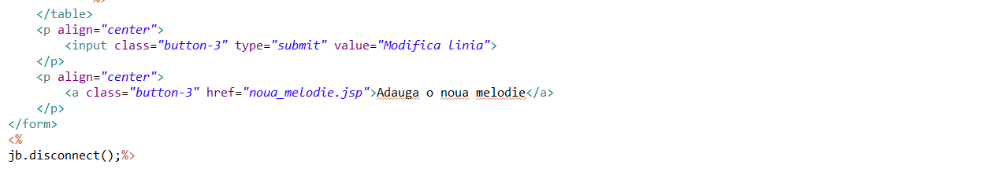 %>
</table>
<p align="center">
<input class="button-3" type="submit" value="Modifica linia">
</p>
<p align="center">
<a class="button-3" href="noua_melodie.jsp">Adauga o noua melodie</a>
</p>
</form>
<%
jb.disconnect();%>